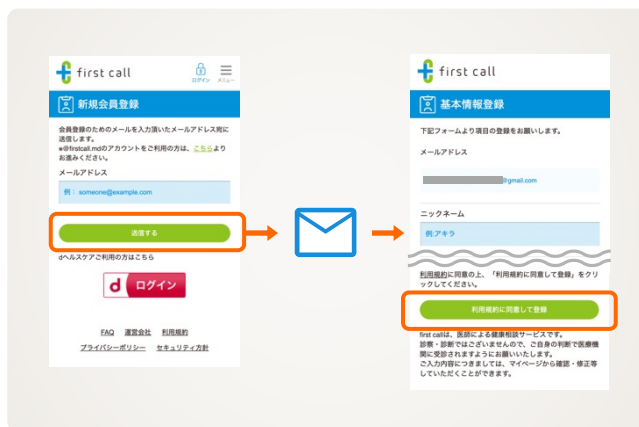 first call
ログイン
メニュー
新規会員登録
会員登録のためのメールを入力頂いたメールアドレス宛に
送信します。
※@firstcall.mdのアカウントをご利用の方は、こちらより
お進みください。
メールアドレス
例： someone@example.com
送信する
dヘルスケアご利用の方はこちら
d ログイン
FAQ 運営会社 利用規約
プライバシーポリシー セキュリティ方針
first call
基本情報登録
下記フォームより項目の登録をお願いします。
メールアドレス
@gmail.com
ニックネーム
例:アキラ
利用規約に同意の上、「利用規約に同意して登録」をクリ
ックしてください。
利用規約に同意して登録
first callは、医師による健康相談サービスです。
診察・診断ではございませんので、ご自身の判断で医療機
関に受診されますようにお願いいたします。
ご入力内容につきましては、マイページから確認・修正等
していただくことができます。